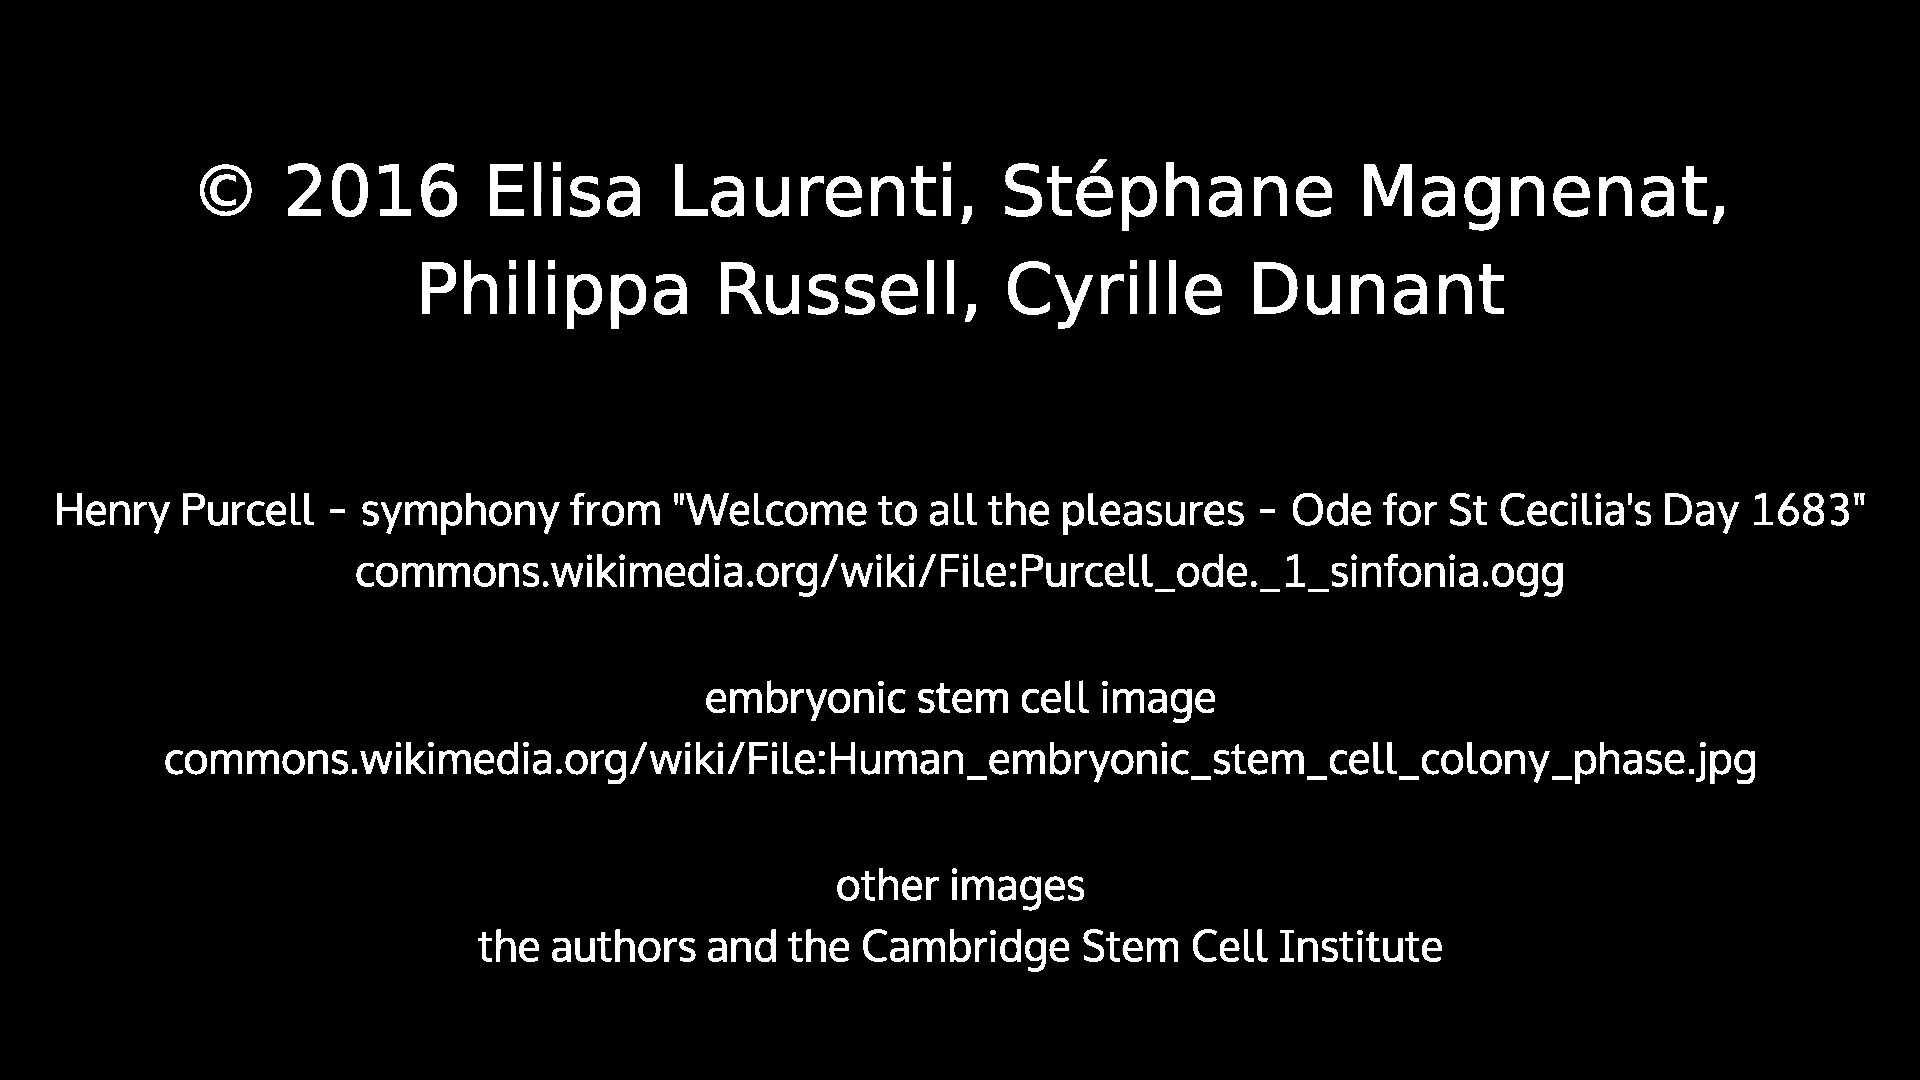 © 2016 Elisa Laurenti, Stéphane Magnenat,
Philippa Russell, Cyrille Dunant
Henry Purcell - symphony from "Welcome to all the pleasures - Ode for St Cecilia's Day 1683"
commons.wikimedia.org/wiki/File:Purcell_ode._1_sinfonia.ogg
embryonic stem cell image
commons.wikimedia.org/wiki/File:Human_embryonic_stem_cell_colony_phase.jpg
other images
the authors and the Cambridge Stem Cell Institute